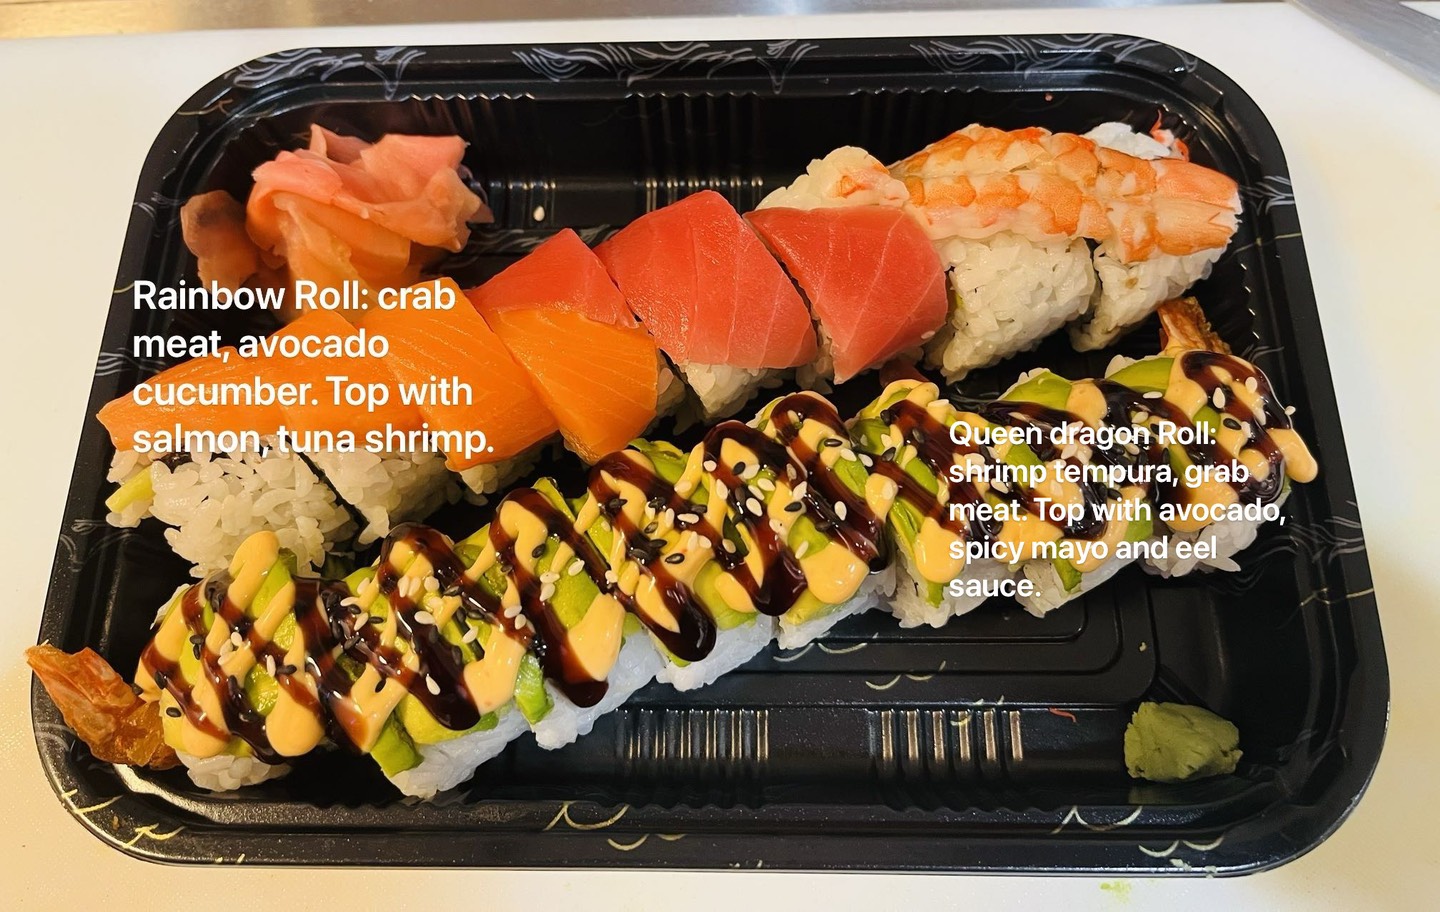 Rainbow Roll: crab
meat, avocado
cucumber. Top with
salmon, tuna shrimp.
Queen dragon Roll:
shrimp tempura, grab
meat. Top with avocado,
spicy mayo and eel
sauce.